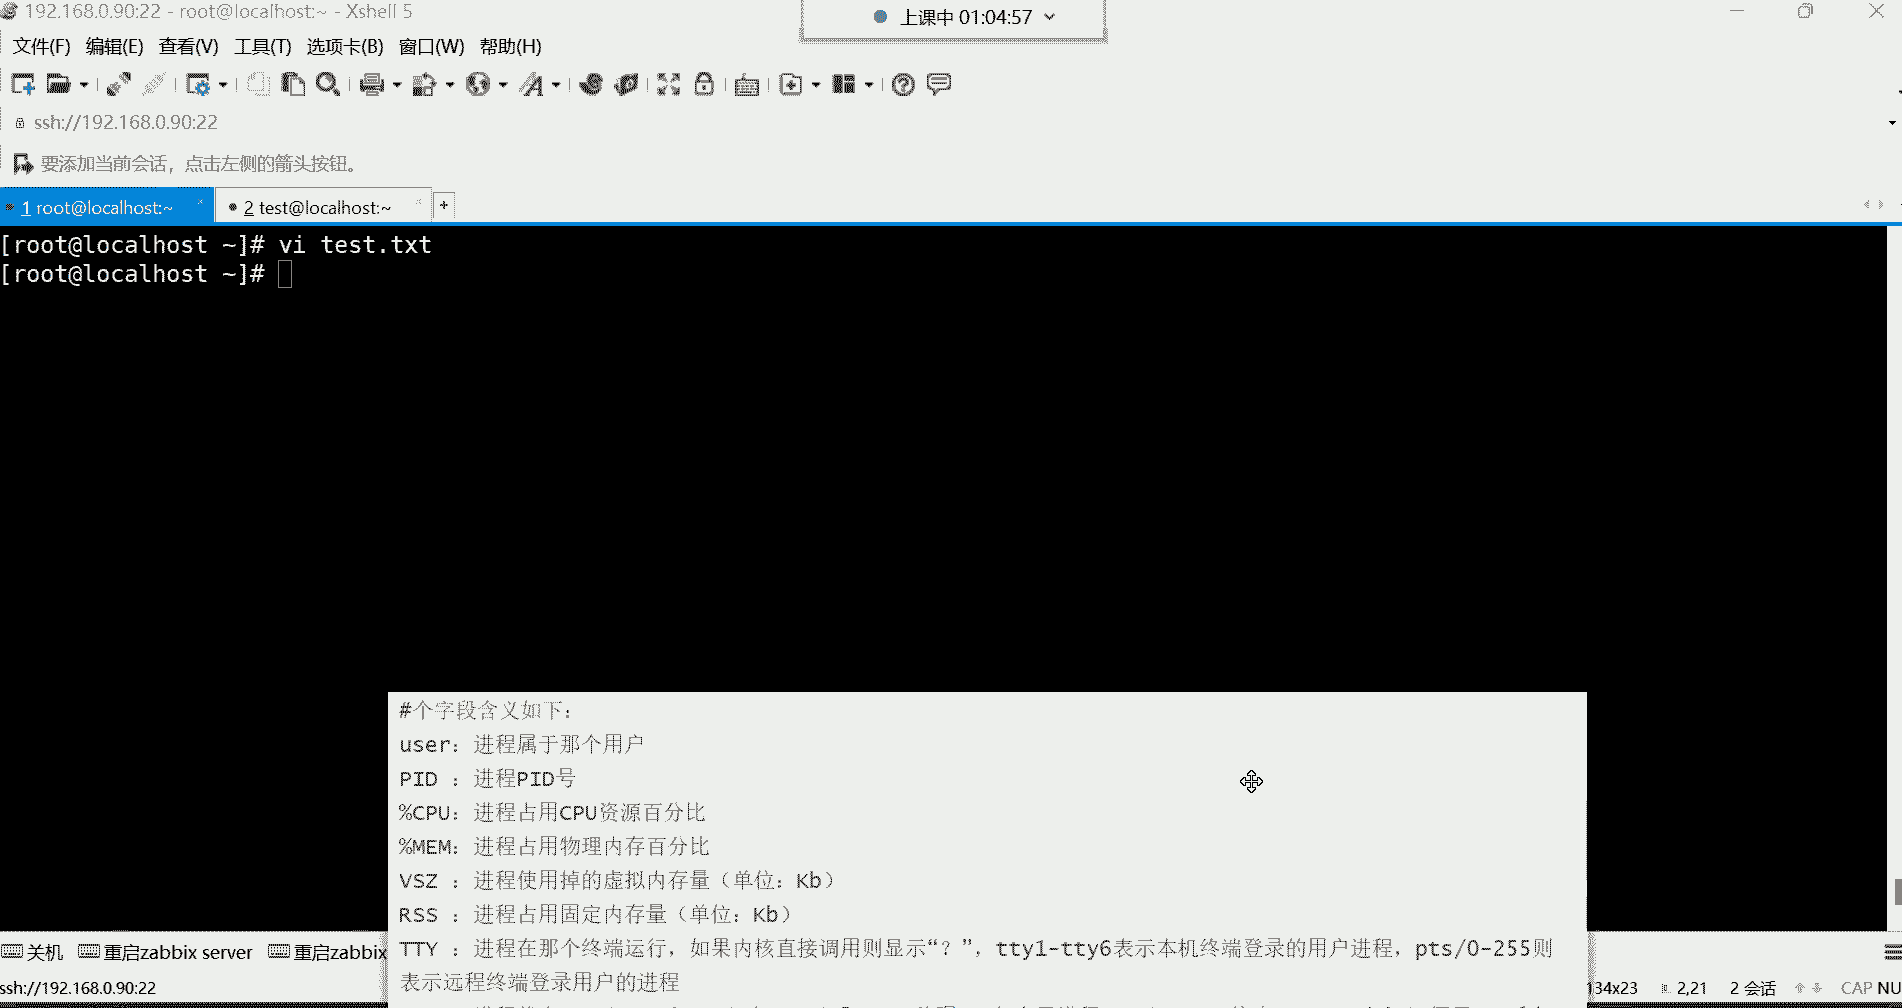 192.168.0.90:22 - root@localhost:~ - Xshell 5
上课中 01:04:57
文件(F) 编辑(E) 查看(V) 工具(T) 选项卡(B) 窗口(W) 帮助(H)
ssh://192.168.0.90:22
要添加当前会话，点击左侧的箭头按钮。
1 root@localhost:~ 2 test@localhost:~
[root@localhost ~]# vi test.txt
[root@localhost ~]#
#个字段含义如下：
user：进程属于那个用户
PID ：进程PID号
%CPU：进程占用CPU资源百分比
%MEM：进程占用物理内存百分比
VSZ ：进程使用掉的虚拟内存量（单位：Kb）
RSS ：进程占用固定内存量（单位：Kb）
TTY ：进程在那个终端运行，如果内核直接调用则显示“？”，tty1-tty6表示本机终端登录的用户进程，pts/0-255则
表示远程终端登录用户的进程
关机 重启zabbix server 重启zabbix
ssh://192.168.0.90:22 34x23 2,21 2 会话 CAP NU